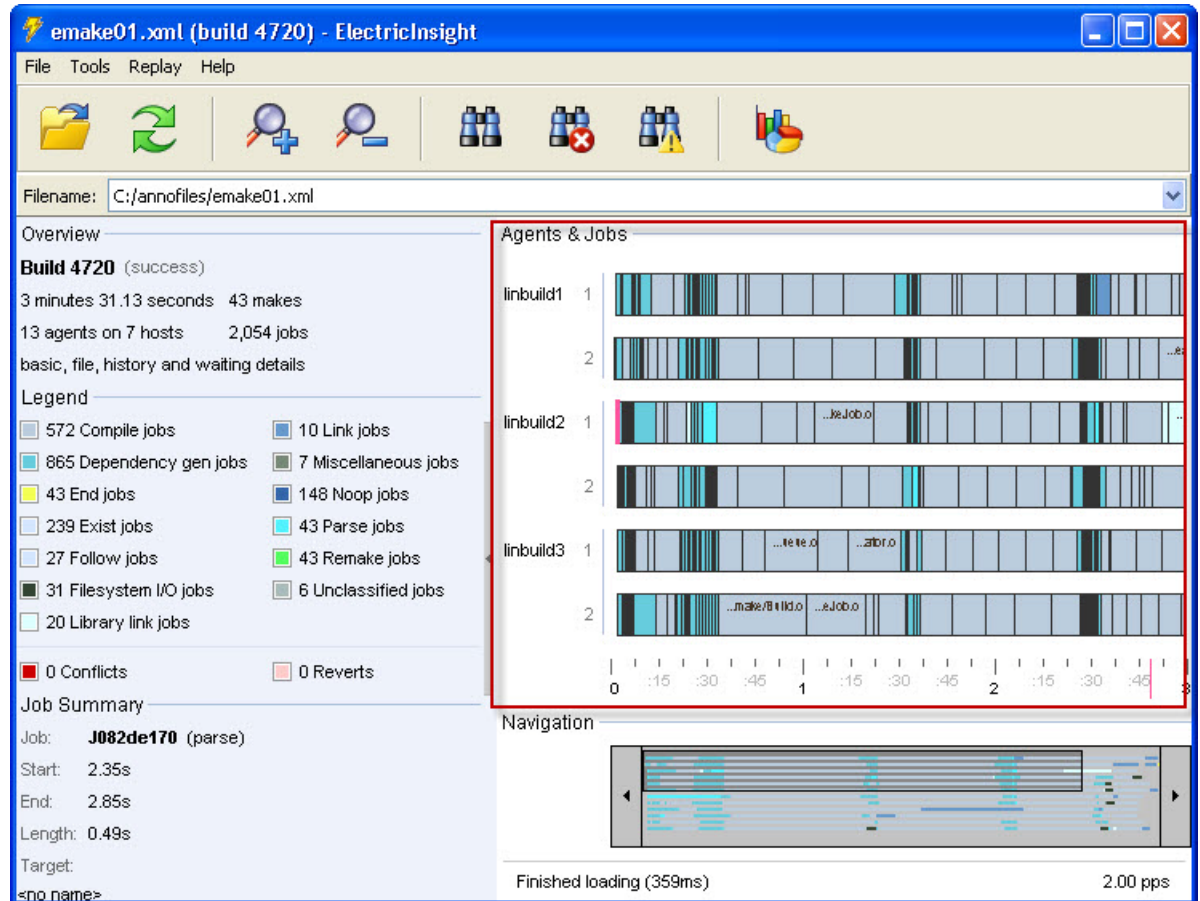 emake01.xml (build 4720) - ElectricInsight
File Tools Replay Help
Filename: C:/annofiles/emake01.xml
Overview
Build 4720 (success)
3 minutes 31.13 seconds 43 makes
13 agents on 7 hosts 2,054 jobs
basic, file, history and waiting details
Legend
572 Compile jobs 10 Link jobs
865 Dependency gen jobs 7 Miscellaneous jobs
43 End jobs 148 Noop jobs
239 Exist jobs 43 Parse jobs
27 Follow jobs 43 Remake jobs
31 Filesystem I/O jobs 6 Unclassified jobs
20 Library link jobs
0 Conflicts 0 Reverts
Job Summary
Job: J082de170 (parse)
Start: 2.35s
End: 2.85s
Length: 0.49s
Target:
<no name>
Agents & Jobs
linbuild1 1
2
linbuild2 1 ...keJob.o
2
linbuild3 1 ...ator.o
2 ...make/Build.o ...eJob.o
0 :15 :30 :45 1 :15 :30 :45 2 :15 :30 :45 3
Navigation
Finished loading (359ms) 2.00 pps